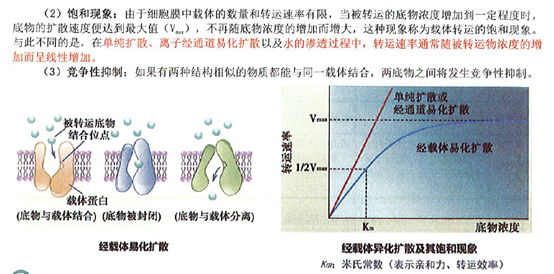 （2）饱和现象：由于细胞膜中载体的数量和转运速率有限，当被转运的底物浓度增加到一定程度时，
底物的扩散速度便达到最大值（Vmax），不再随底物浓度的增加而增大，这种现象称为载体转运的饱和现象。
与此不同的是，在单纯扩散、离子经通道易化扩散以及水的渗透过程中，转运速率通常随被转运物浓度的
增加而呈线性增加。
（3）竞争性抑制：如果有两种结构相似的物质都能与同一载体结合，两底物之间将发生竞争性抑制。
被转运底物
结合位点
载体蛋白
(底物与载体结合) (底物被封闭) (底物与载体分离)
经载体易化扩散
转运速率
Vmax
1/2Vmax
单纯扩散或
经通道易化扩散
经载体易化扩散
Km
底物浓度
经载体异化扩散及其饱和现象
Km：米氏常数（表示亲和力、转运效率）